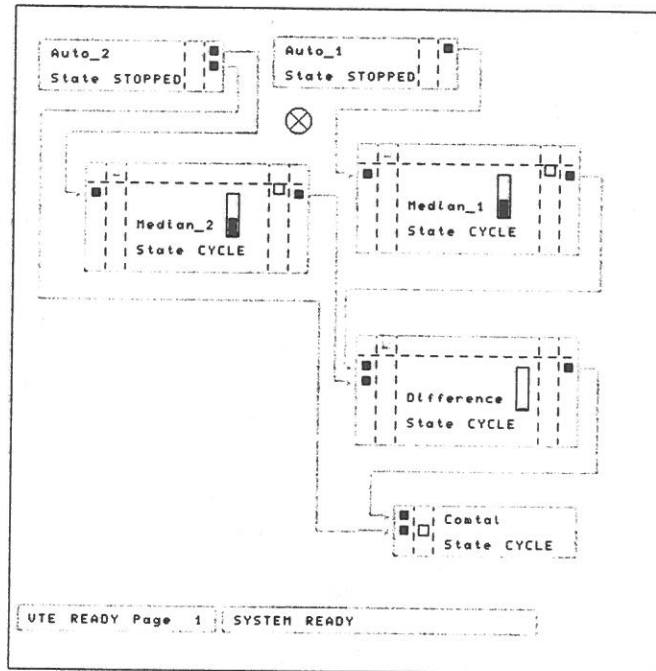 Auto_2
State STOPPED
Auto_1
State STOPPED
Median_2
State CYCLE
Median_1
State CYCLE
Difference
State CYCLE
Comtal
State CYCLE
VTE READY Page 1
SYSTEM READY